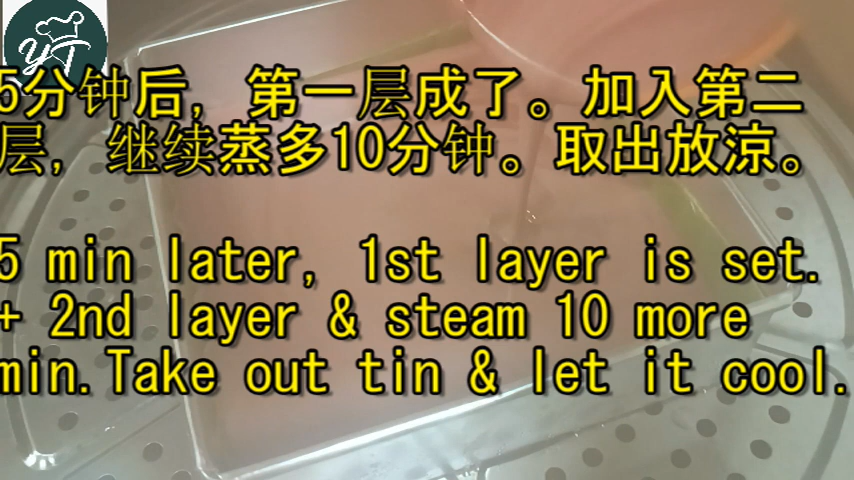 YT
5分钟后，第一层成了。加入第二
层，继续蒸多10分钟。取出放涼。
5 min later, 1st layer is set.
+ 2nd layer & steam 10 more
min.Take out tin & let it cool.